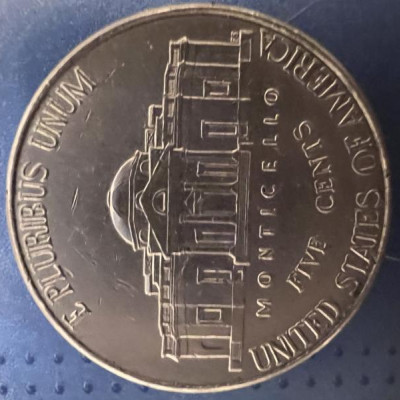 E PLURIBUS UNUM
MONTICELLO
FIVE CENTS
UNITED STATES OF AMERICA